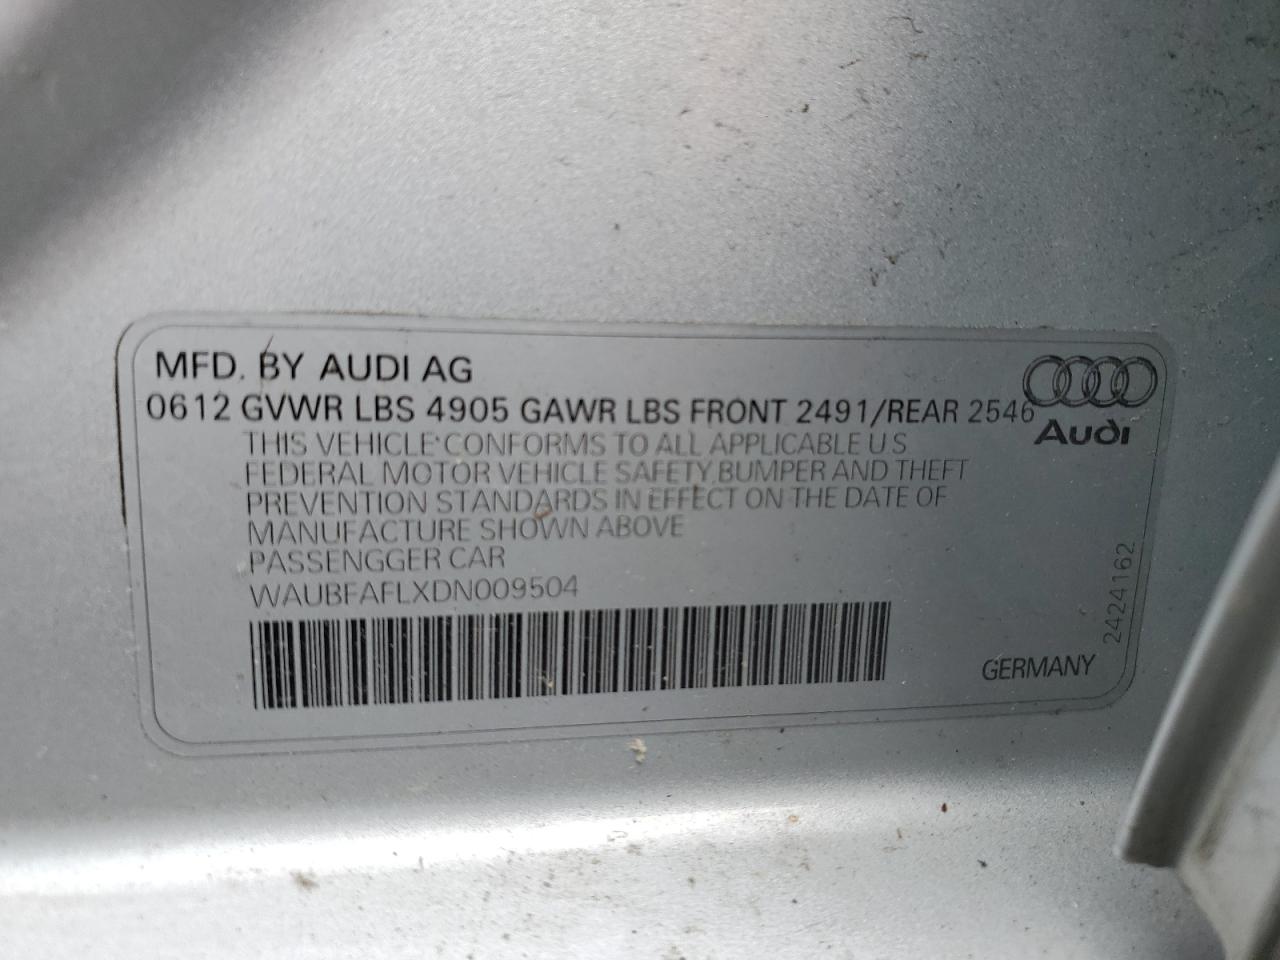 MFD. BY AUDI AG
0612 GVWR LBS 4905 GAWR LBS FRONT 2491/REAR 2546
Audi
THIS VEHICLE CONFORMS TO ALL APPLICABLE U S
FEDERAL MOTOR VEHICLE SAFETY, BUMPER AND THEFT
PREVENTION STANDARDS IN EFFECT ON THE DATE OF
MANUFACTURE SHOWN ABOVE
PASSENGGER CAR
WAUBFAFLXDN009504
2424162
GERMANY